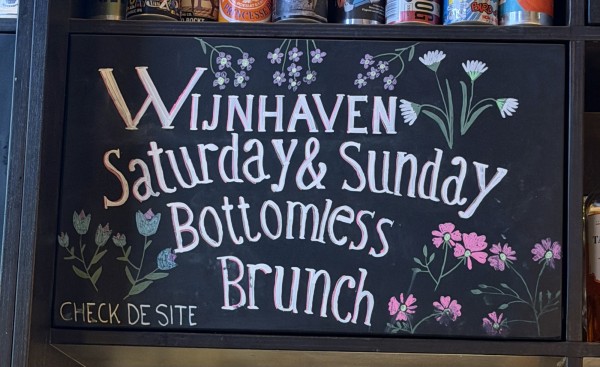 WIJNHAVEN
Saturday & Sunday
Bottomless
Brunch
CHECK DE SITE